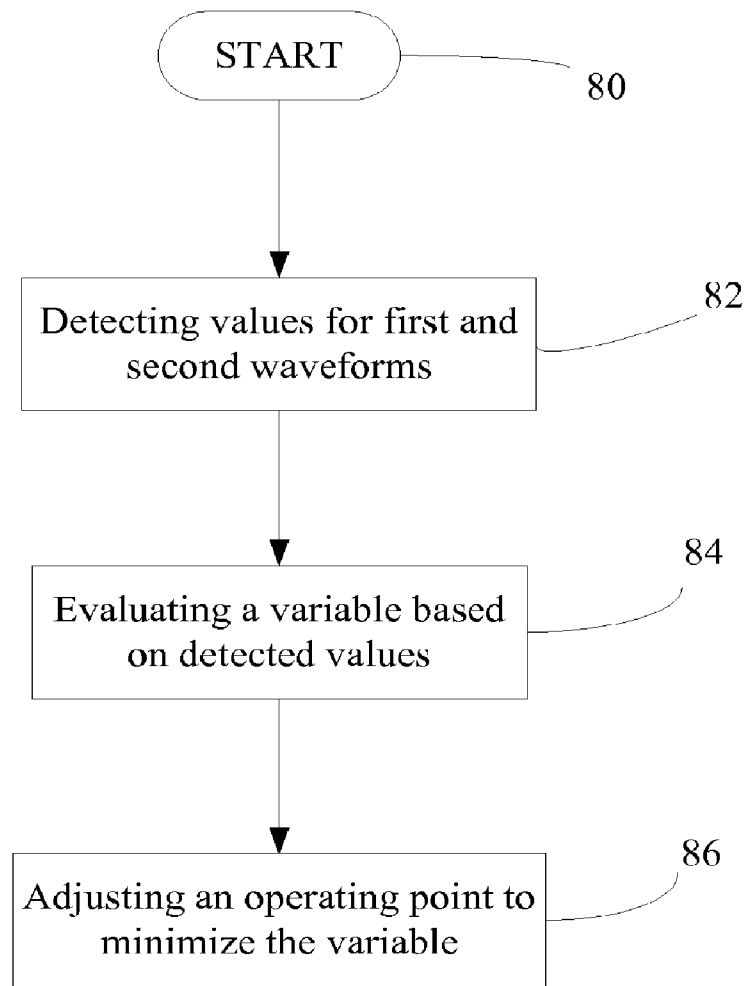 START
80
82
Detecting values for first and
second waveforms
84
Evaluating a variable based
on detected values
86
Adjusting an operating point to
minimize the variable